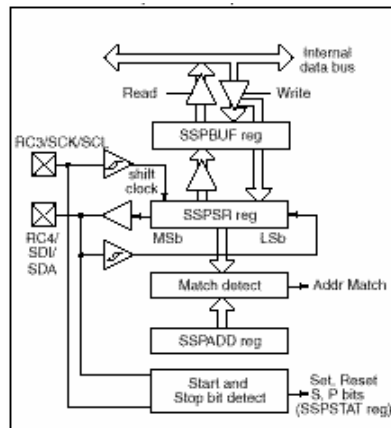 Internal
data bus
Read
Write
SSPBUF reg
RC3/SCK/SCL
shift
clock
SSPSR reg
MSb
LSb
RC4/
SDI/
SDA
Match detect
Addr Match
SSPADD reg
Start and
Stop bit detect
Set, Reset
S, P bits
(SSPSTAT reg)